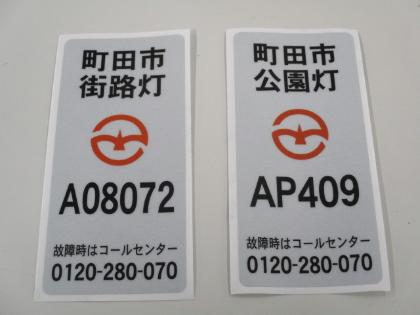 町田市
街路灯
A08072
故障時はコールセンター
0120-280-070
町田市
公園灯
AP409
故障時はコールセンター
0120-280-070